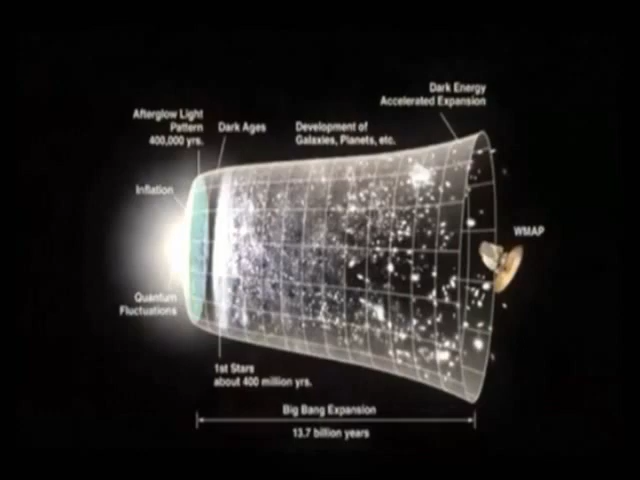 Dark Energy
Accelerated Expansion
Afterglow Light
Pattern
400,000 yrs.
Dark Ages
Development of
Galaxies, Planets, etc.
Inflation
WMAP
Quantum
Fluctuations
1st Stars
about 400 million yrs.
Big Bang Expansion
13.7 billion years